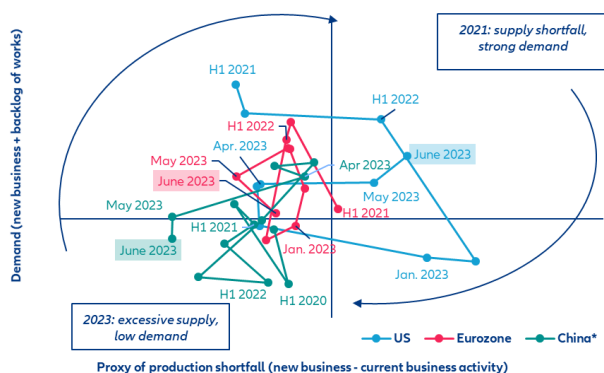 2021: supply shortfall,
strong demand
H1 2021
H1 2022
H1 2022
Apr. 2023
June 2023
May 2023
Apr 2023
June 2023
May 2023
May 2023
H1 2021
H1 2021
June 2023
Jan. 2023
Jan. 2023
H1 2022
H1 2020
2023: excessive supply,
low demand
US
Eurozone
China*
Demand (new business + backlog of works)
Proxy of production shortfall (new business - current business activity)